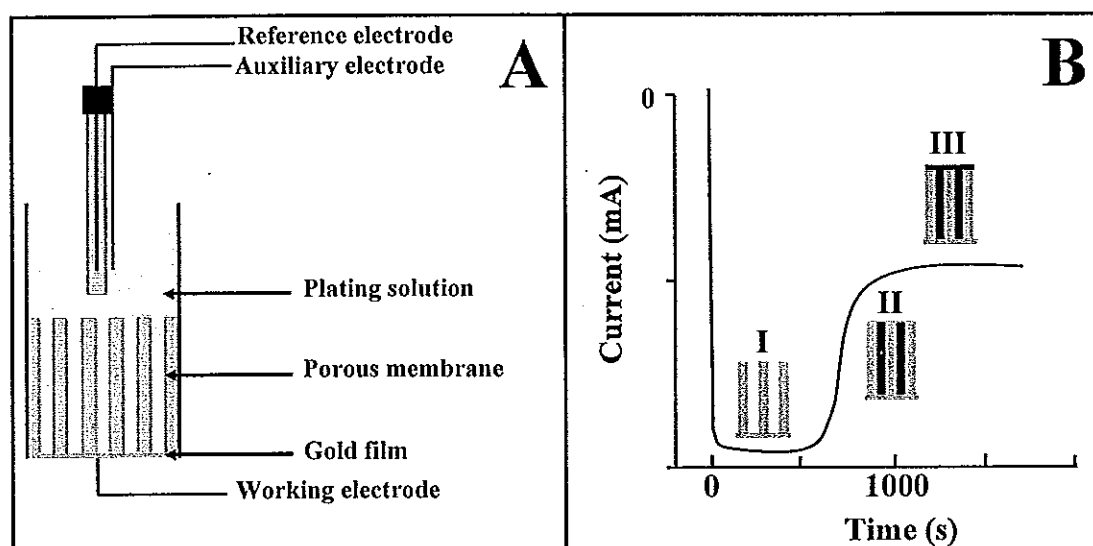 Reference electrode
Auxiliary electrode
A
Plating solution
Porous membrane
Gold film
Working electrode
B
0
Current (mA)
I
II
III
0
1000
Time (s)